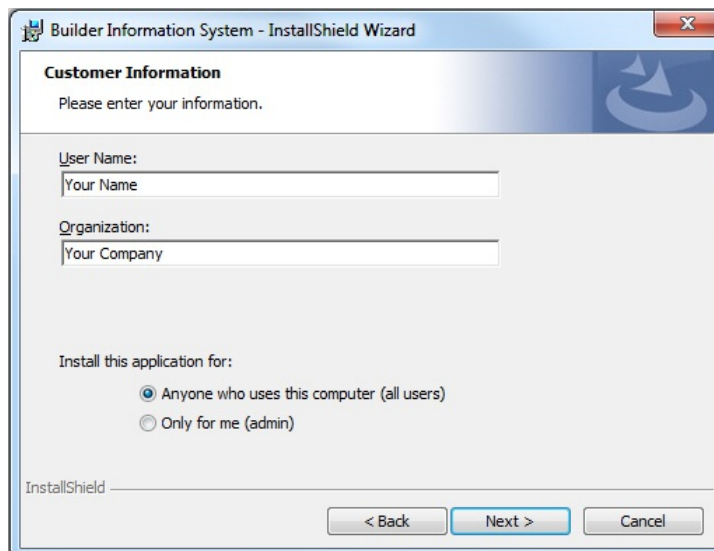 Builder Information System - InstallShield Wizard
Customer Information
Please enter your information.
User Name:
Your Name
Organization:
Your Company
Install this application for:
Anyone who uses this computer (all users)
Only for me (admin)
InstallShield
< Back Next > Cancel